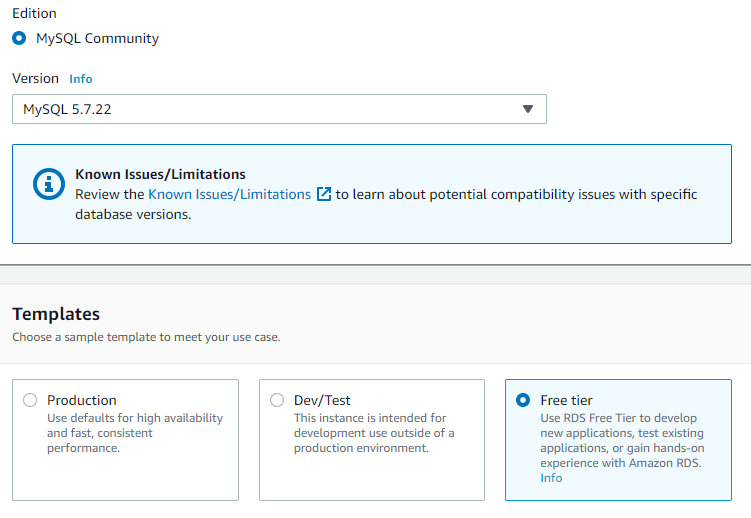 Edition
MySQL Community
Version Info
MySQL 5.7.22
Known Issues/Limitations
Review the Known Issues/Limitations to learn about potential compatibility issues with specific
database versions.
Templates
Choose a sample template to meet your use case.
Production
Use defaults for high availability
and fast, consistent
performance.
Dev/Test
This instance is intended for
development use outside of a
production environment.
Free tier
Use RDS Free Tier to develop
new applications, test existing
applications, or gain hands-on
experience with Amazon RDS.
Info